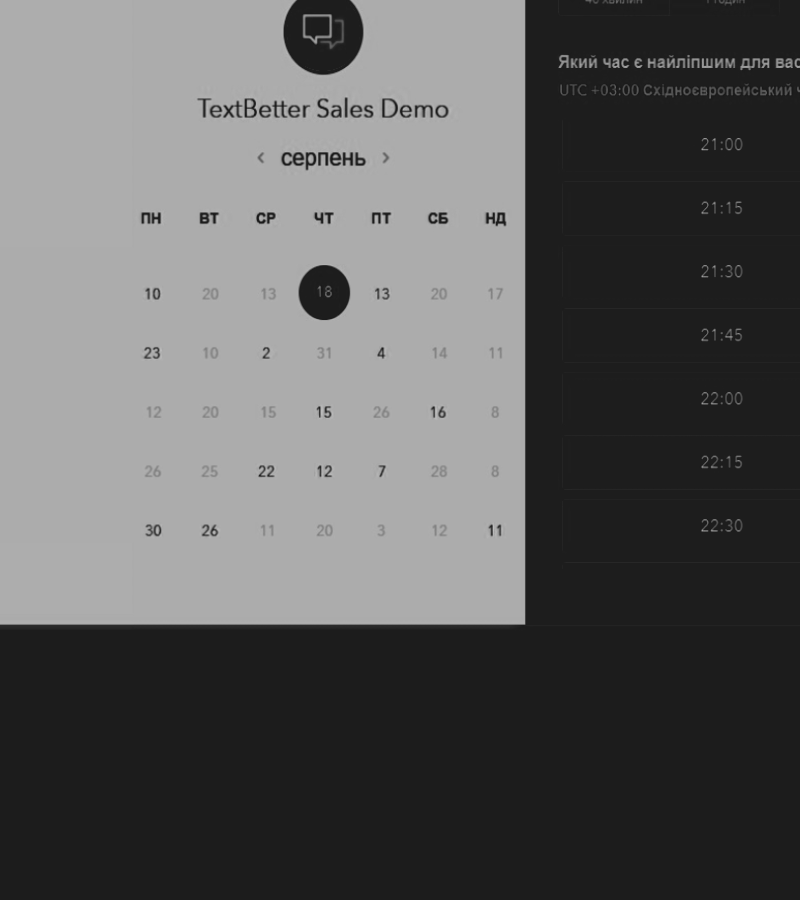 TextBetter Sales Demo
‹ серпень ›
ПН ВТ СР ЧТ ПТ СБ НД
10 20 13 18 13 20 17
23 10 2 31 4 14 11
12 20 15 15 26 16 8
26 25 22 12 7 28 8
30 26 11 20 3 12 11
Який час є найліпшим для вас
UTC +03:00 Східноєвропейський
21:00
21:15
21:30
21:45
22:00
22:15
22:30